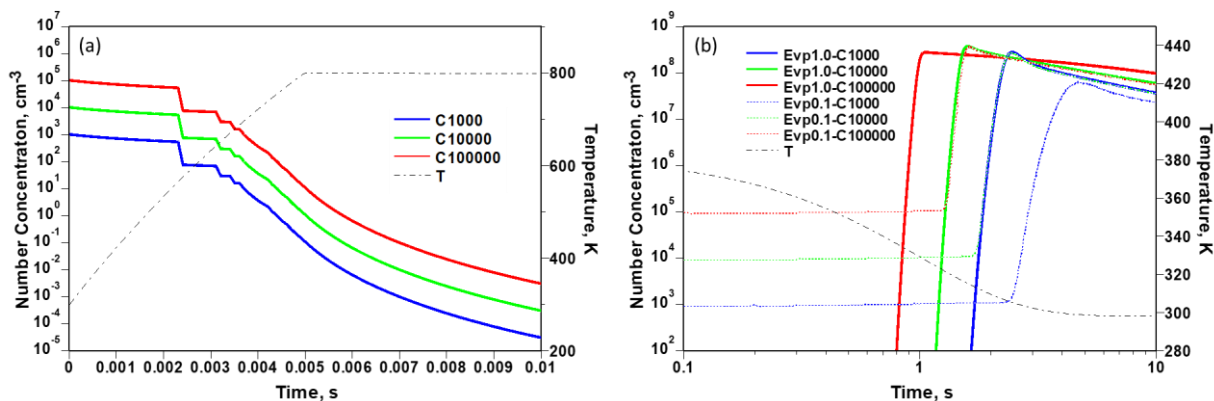 (a)
Number Concentraton, cm-3
10^7
10^6
10^5
10^4
10^3
10^2
10^1
10^0
10^-1
10^-2
10^-3
10^-4
10^-5
C1000
C10000
C100000
T
800
600
400
200
Temperature, K
0 0.001 0.002 0.003 0.004 0.005 0.006 0.007 0.008 0.009 0.01
Time, s
(b)
Number Concentraton, cm-3
10^9
10^8
10^7
10^6
10^5
10^4
10^3
10^2
Evp1.0-C1000
Evp1.0-C10000
Evp1.0-C100000
Evp0.1-C1000
Evp0.1-C10000
Evp0.1-C100000
T
440
420
400
380
360
340
320
300
280
Temperature, K
0.1 1 10
Time, s